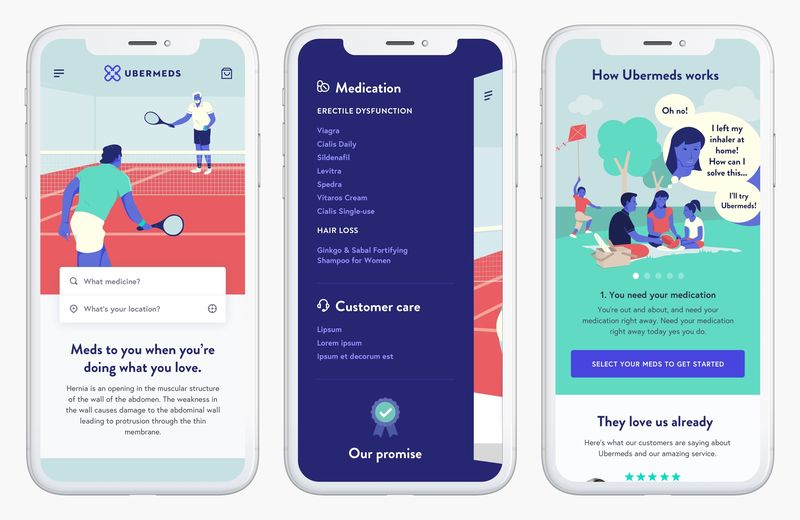 UBERMEDS
What medicine?
What's your location?
Meds to you when you're
doing what you love.
Hernia is an opening in the muscular structure
of the wall of the abdomen. The weakness in
the wall causes damage to the abdominal wall
leading to protrusion through the thin
membrane.
Medication
ERECTILE DYSFUNCTION
Viagra
Cialis Daily
Sildenafil
Levitra
Spedra
Vitaros Cream
Cialis Single-use
HAIR LOSS
Ginkgo & Sabal Fortifying
Shampoo for Women
Customer care
Lipsum
Lorem ipsum
Ipsum et decorum est
Our promise
How Ubermeds works
Oh no!
I left my
inhaler at
home!
How can I
solve this...
I'll try
Ubermeds!
1. You need your medication
You're out and about, and need your
medication right away. Need your medication
right away today yes you do.
SELECT YOUR MEDS TO GET STARTED
They love us already
Here's what our customers are saying about
Ubermeds and our amazing service.